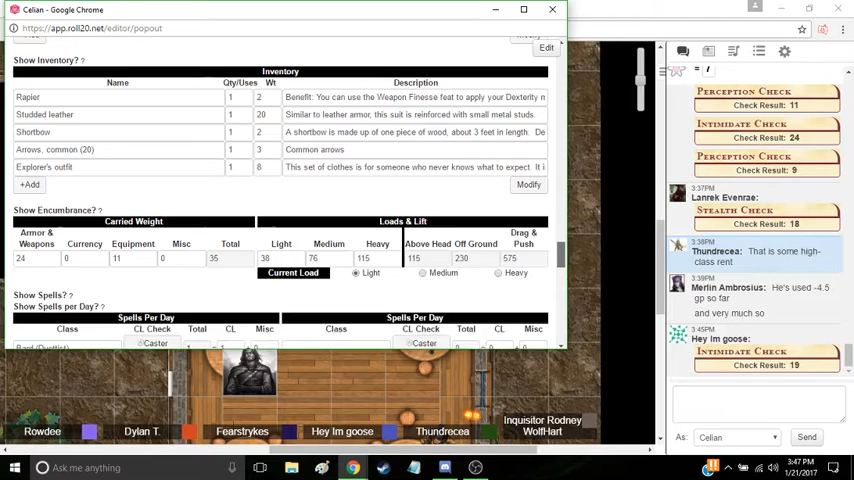 Celian - Google Chrome
https://app.roll20.net/editor/popout
Edit
Show Inventory? ?
Inventory
Name Qty/Uses Wt Description
Rapier 1 2 Benefit: You can use the Weapon Finesse feat to apply your Dexterity n
Studded leather 1 20 Similar to leather armor, this suit is reinforced with small metal studs.
Shortbow 1 2 A shortbow is made up of one piece of wood, about 3 feet in length. De
Arrows, common (20) 1 3 Common arrows
Explorer's outfit 1 8 This set of clothes is for someone who never knows what to expect. It i
+Add Modify
Show Encumbrance? ?
Carried Weight Loads & Lift
Armor & Weapons Currency Equipment Misc Total Light Medium Heavy Above Head Off Ground Drag & Push
24 0 11 0 35 38 76 115 115 230 575
Current Load Light Medium Heavy
Show Spells? ?
Show Spells per Day? ?
Spells Per Day Spells Per Day
Class CL Check Total CL Misc Class CL Check Total CL Misc
Caster Caster
Rowdee Dylan T. Fearstrykes Hey Im goose Thundrecea Inquisitor Rodney WolfHart
Perception Check
Check Result: 11
Intimidate Check
Check Result: 24
Perception Check
Check Result: 9
3:37PM
Lanrek Evenrae:
Stealth Check
Check Result: 18
3:38PM
Thundrecea: That is some high-
class rent
3:39PM
Merlin Ambrosius: He's used -4.5
gp so far
and very much so
3:45PM
Hey Im goose:
Intimidate Check
Check Result: 19
As: Celian Send
Ask me anything
3:47 PM
1/21/2017